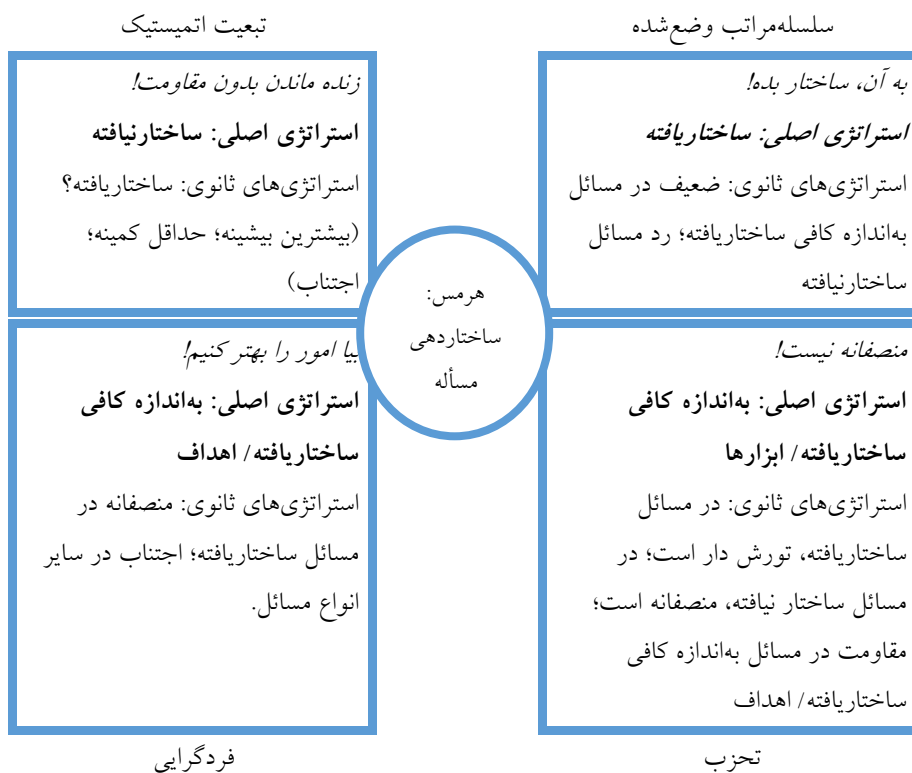 سلسله‌مراتب وضع‌شده
به آن، ساختار بده!
استراتژی اصلی: ساختاریافته
استراتژی‌های ثانوی: ضعیف در مسائل
به‌اندازه کافی ساختاریافته؛ رد مسائل
ساختارنیافته
تبعیت اتمیستیک
زنده ماندن بدون مقاومت!
استراتژی اصلی: ساختارنیافته
استراتژی‌های ثانوی: ساختاریافته؟
(بیشترین بیشینه؛ حداقل کمینه؛
اجتناب)
هرمس:
ساختاردهی
مسأله
منصفانه نیست!
استراتژی اصلی: به‌اندازه کافی
ساختاریافته/ ابزارها
استراتژی‌های ثانوی: در مسائل
ساختاریافته، تورش دار است؛ در
مسائل ساختار نیافته، منصفانه است؛
مقاومت در مسائل به‌اندازه کافی
ساختاریافته/ اهداف
تحزب
بیا امور را بهتر کنیم!
استراتژی اصلی: به‌اندازه کافی
ساختاریافته/ اهداف
استراتژی‌های ثانوی: منصفانه در
مسائل ساختاریافته؛ اجتناب در سایر
انواع مسائل.
فردگرایی